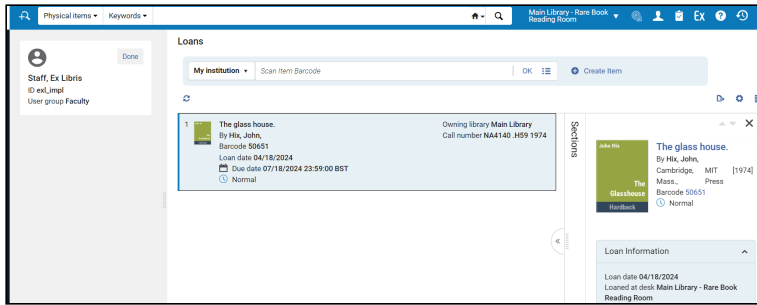 Physical items Keywords
Main Library - Rare Book
Reading Room
Ex
Done
Staff, Ex Libris
ID exl_impl
User group Faculty
Loans
My institution Scan Item Barcode OK
Create Item
1 The glass house.
By Hix, John,
Barcode 50651
Loan date 04/18/2024
Due date 07/18/2024 23:59:00 BST
Normal
Owning library Main Library
Call number NA4140 .H59 1974
Sections
John Hix
The
Glasshouse
Hardback
The glass house.
By Hix, John,
Cambridge, MIT [1974]
Mass., Press
Barcode 50651
Normal
Loan Information
Loan date 04/18/2024
Loaned at desk Main Library - Rare Book
Reading Room